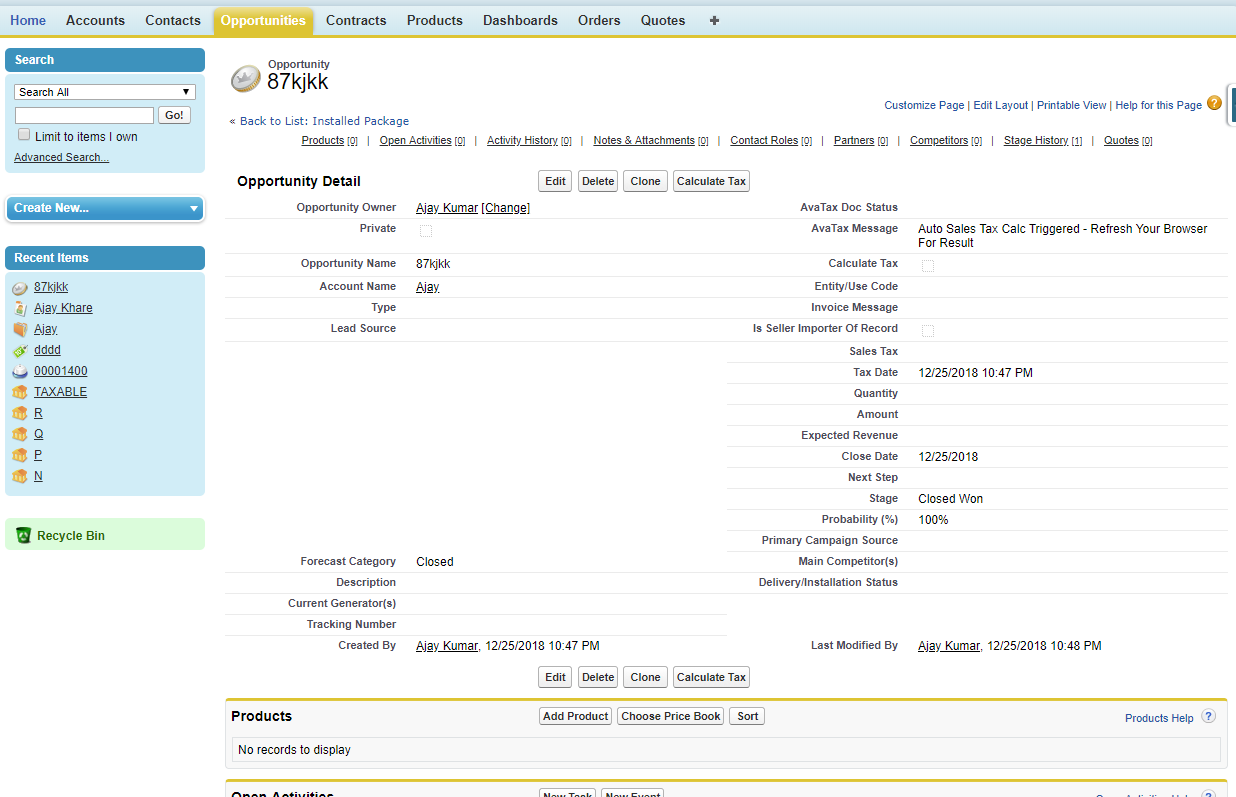 Home Accounts Contacts Opportunities Contracts Products Dashboards Orders Quotes +
Search
Search All
Go!
Limit to items I own
Advanced Search...
Create New...
Recent Items
87kjkk
Ajay Khare
Ajay
dddd
00001400
TAXABLE
R
Q
P
N
Recycle Bin
Opportunity
87kjkk
Customize Page | Edit Layout | Printable View | Help for this Page ?
« Back to List: Installed Package
Products [0] | Open Activities [0] | Activity History [0] | Notes & Attachments [0] | Contact Roles [0] | Partners [0] | Competitors [0] | Stage History [1] | Quotes [0]
Opportunity Detail Edit Delete Clone Calculate Tax
Opportunity Owner Ajay Kumar [Change] AvaTax Doc Status
Private AvaTax Message Auto Sales Tax Calc Triggered - Refresh Your Browser
For Result
Opportunity Name 87kjkk Calculate Tax
Account Name Ajay Entity/Use Code
Type Invoice Message
Lead Source Is Seller Importer Of Record
Sales Tax
Tax Date 12/25/2018 10:47 PM
Quantity
Amount
Expected Revenue
Close Date 12/25/2018
Next Step
Stage Closed Won
Probability (%) 100%
Primary Campaign Source
Forecast Category Closed Main Competitor(s)
Description Delivery/Installation Status
Current Generator(s)
Tracking Number
Created By Ajay Kumar, 12/25/2018 10:47 PM Last Modified By Ajay Kumar, 12/25/2018 10:48 PM
Edit Delete Clone Calculate Tax
Products Add Product Choose Price Book Sort Products Help ?
No records to display
Open Activities New Task New Event Open Activities Help ?